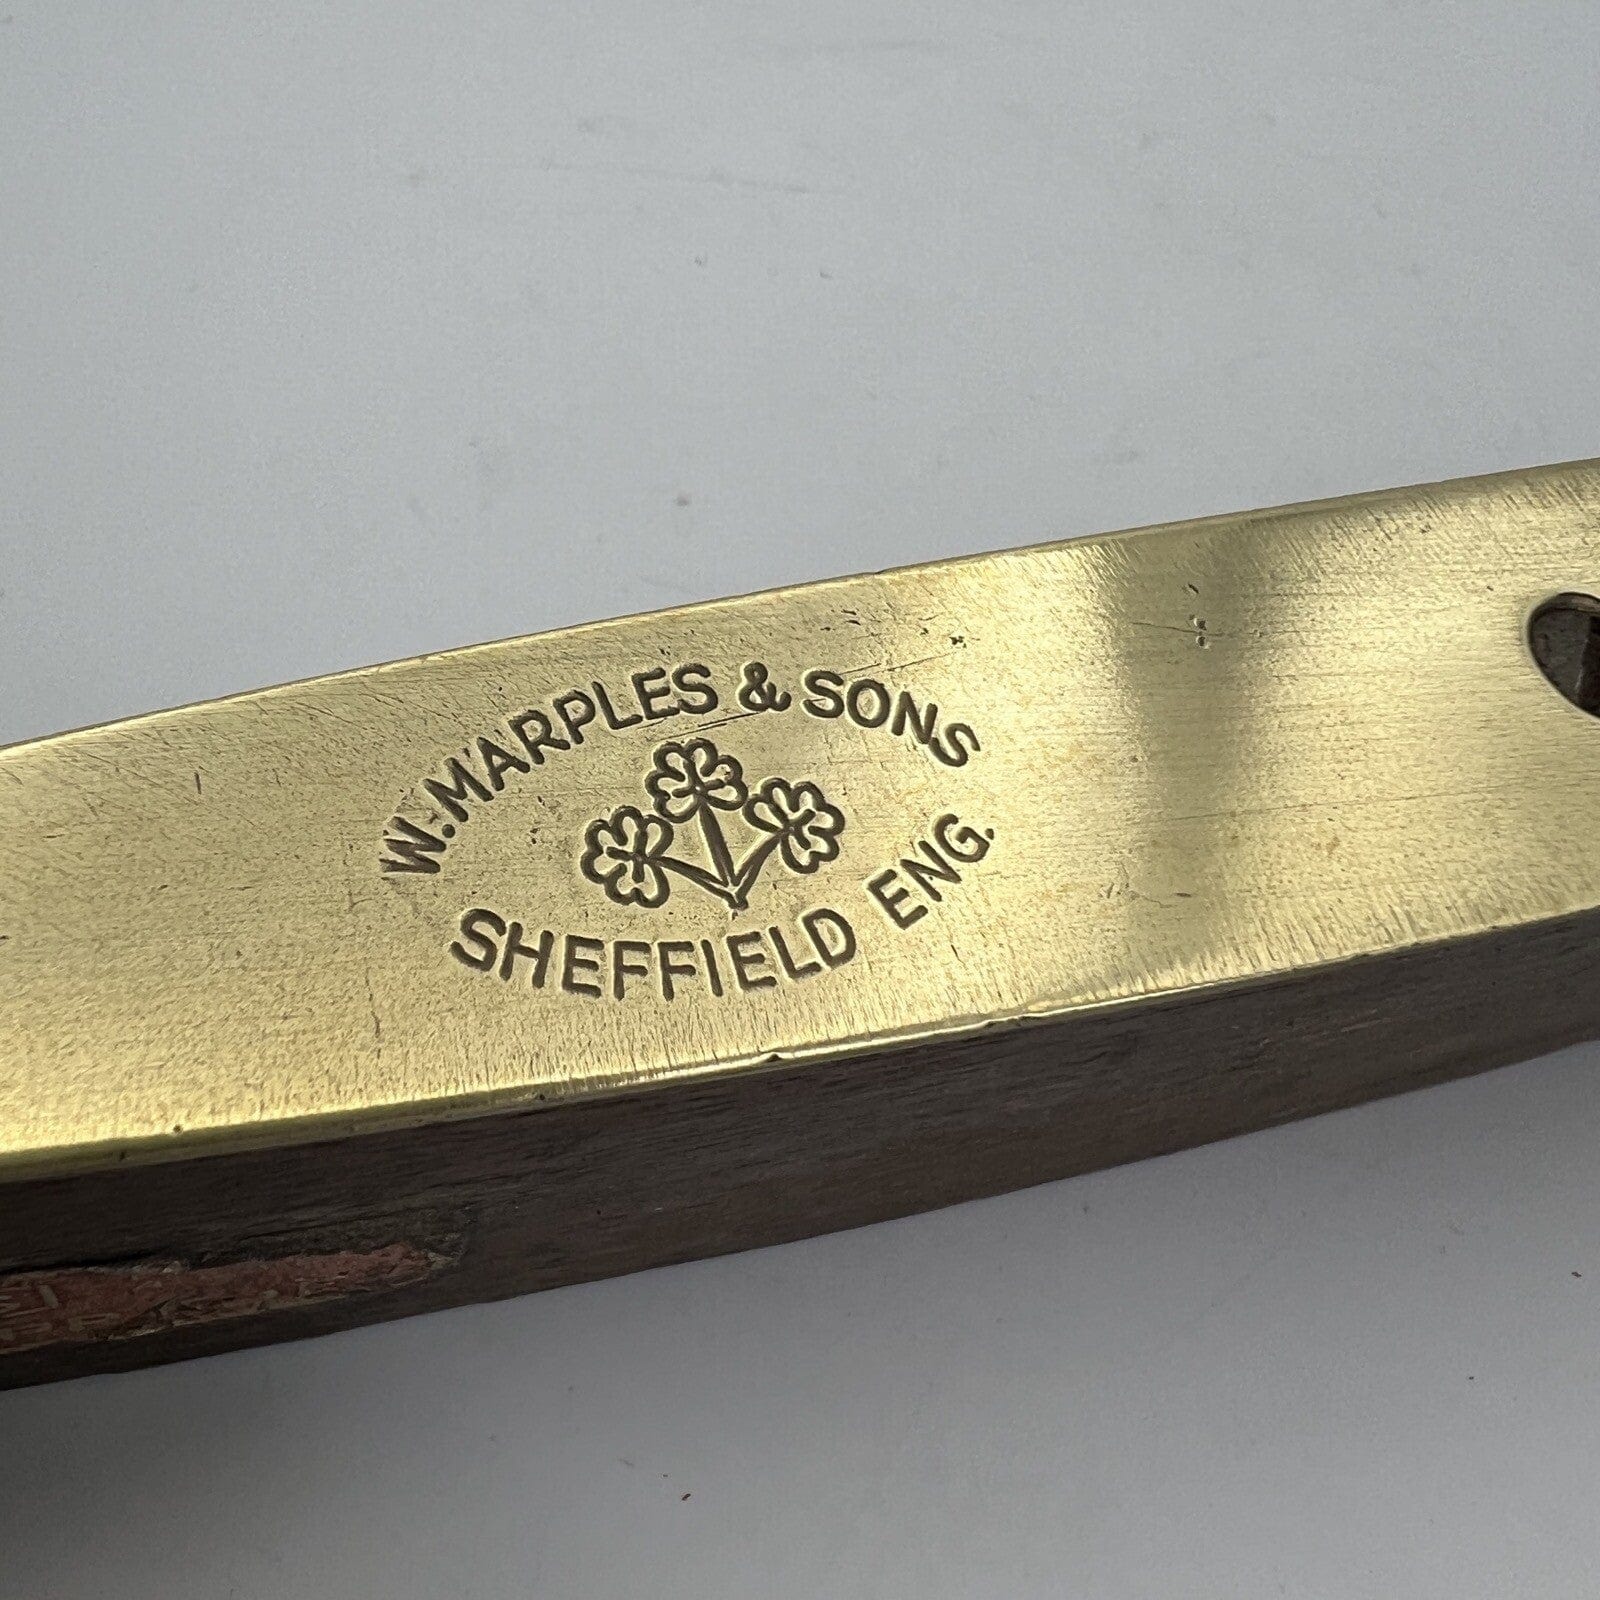 W. MARPLES & SONS
SHEFFIELD ENG.